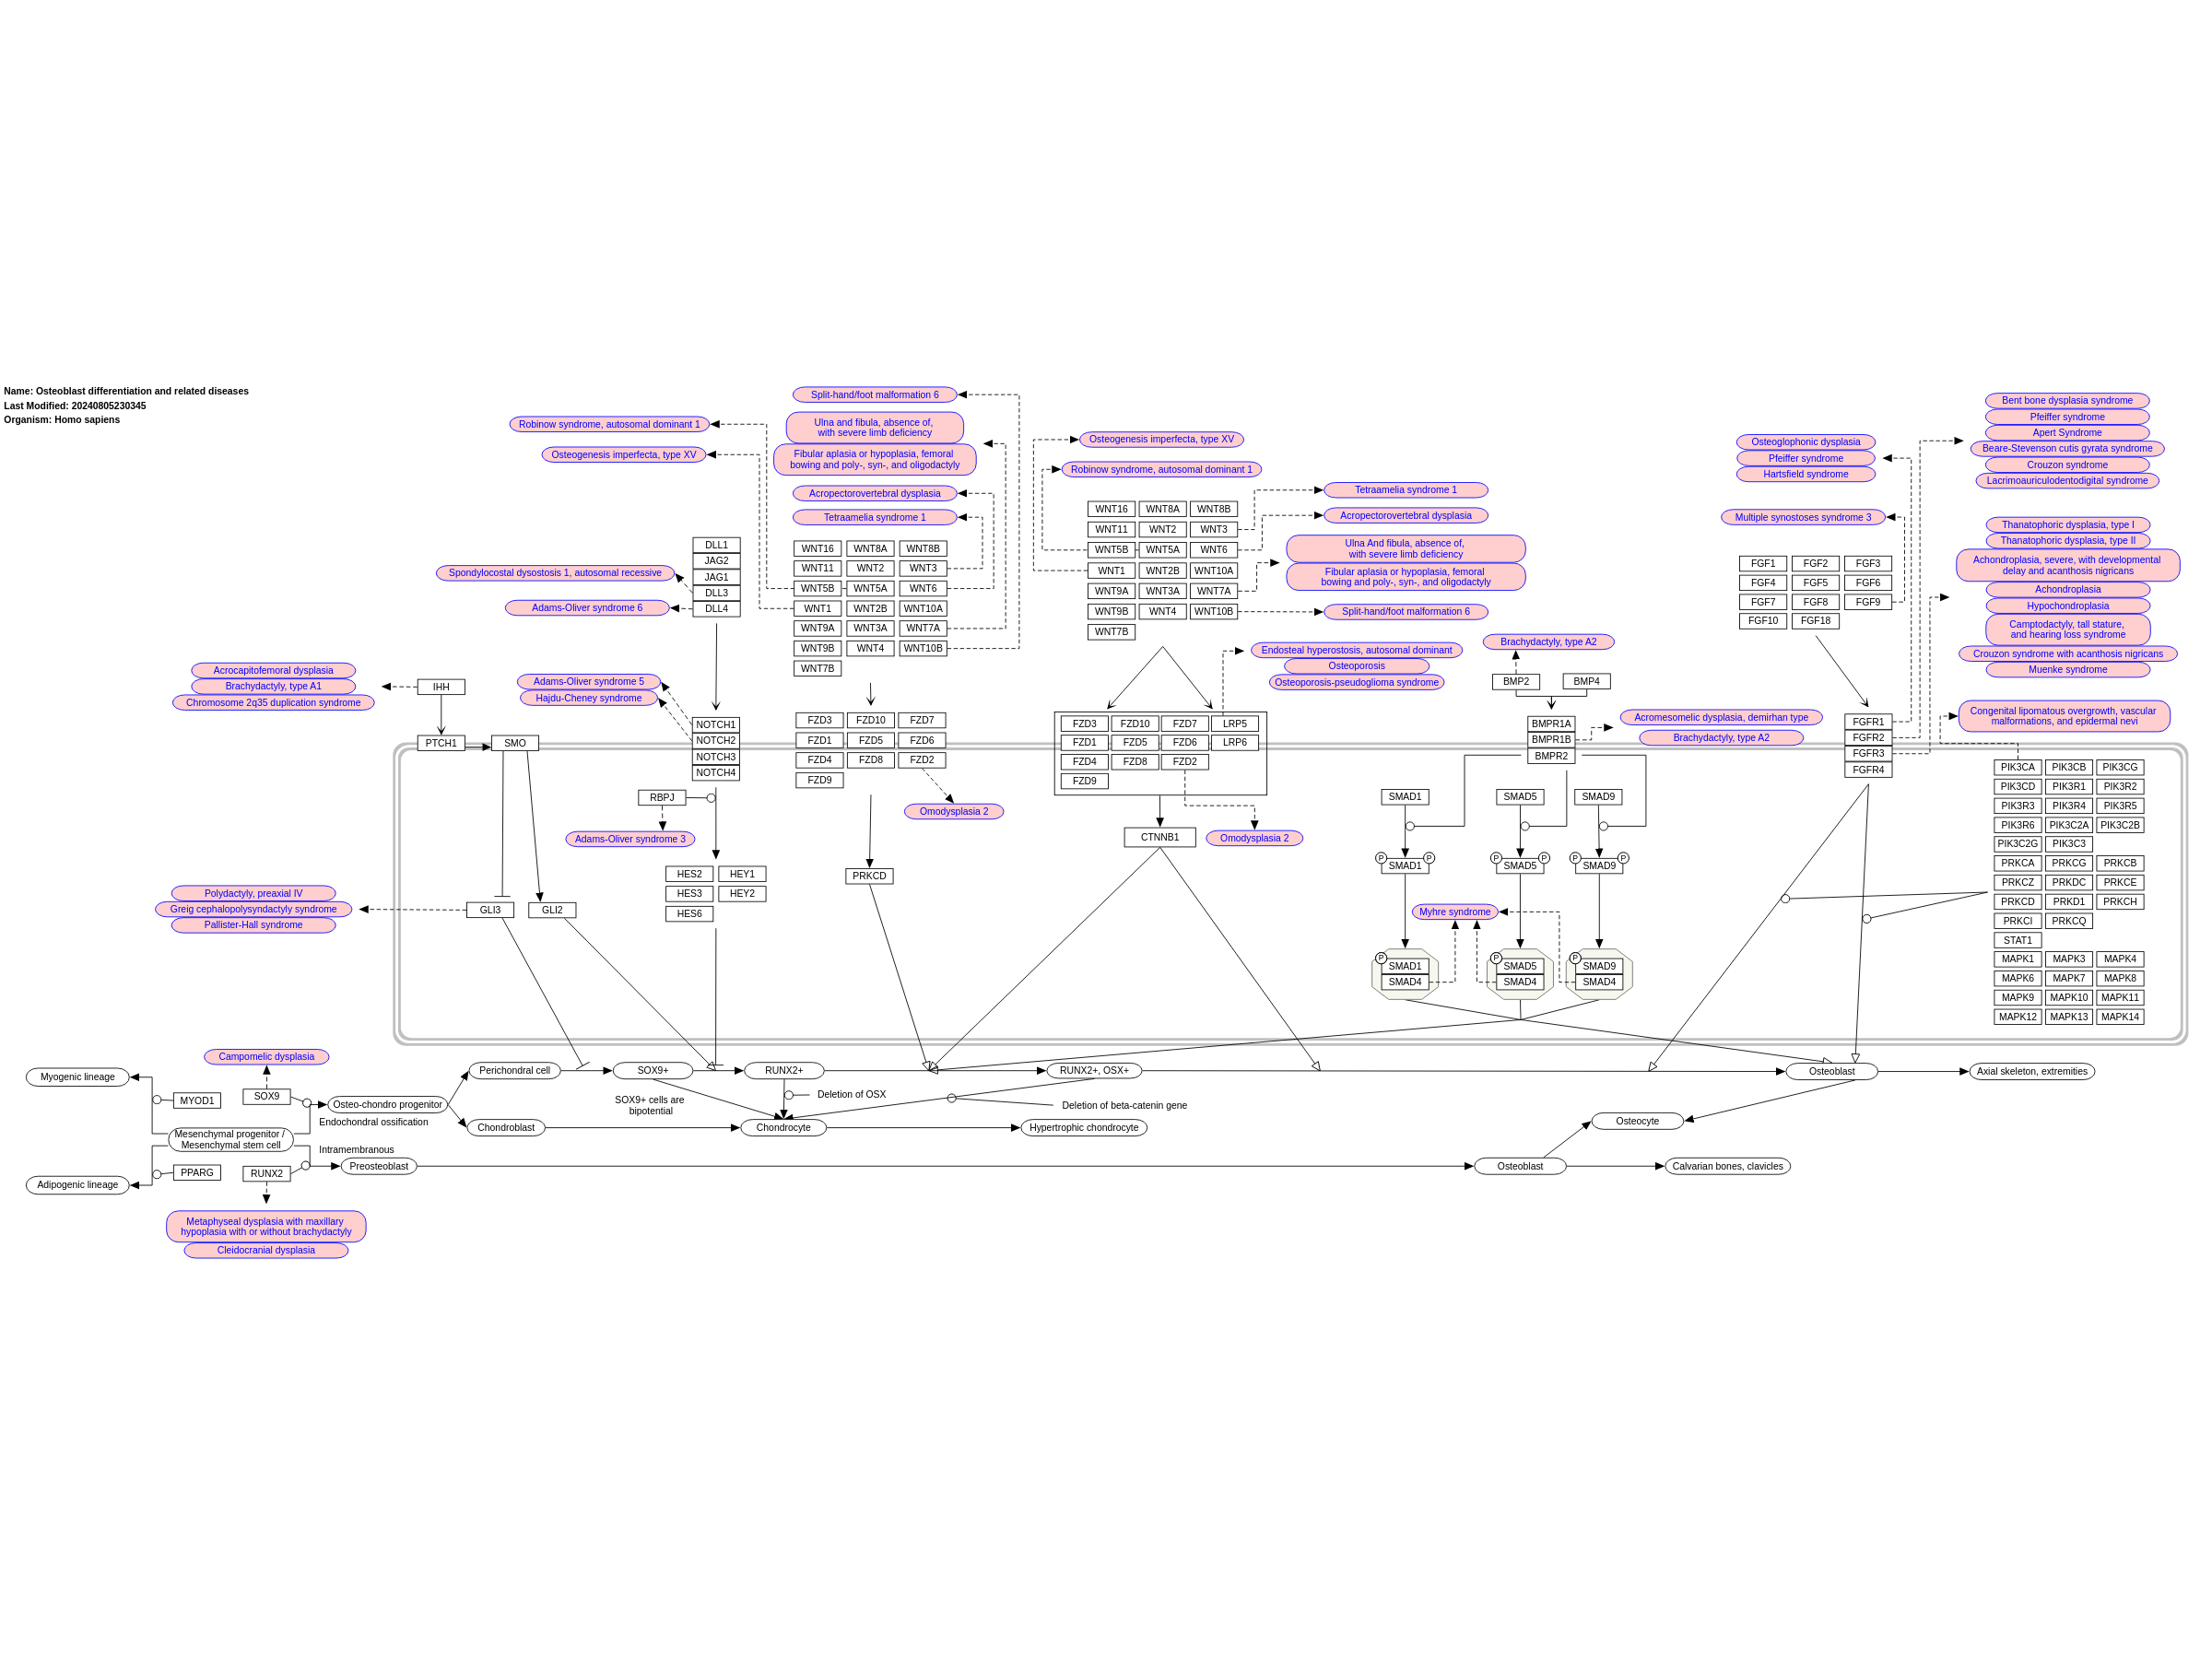 Name: Osteoblast differentiation and related diseases
Last Modified: 20240805230345
Organism: Homo sapiens
Split-hand/foot malformation 6
Robinow syndrome, autosomal dominant 1
Ulna and fibula, absence of,
with severe limb deficiency
Osteogenesis imperfecta, type XV
Fibular aplasia or hypoplasia, femoral
bowing and poly-, syn-, and oligodactyly
Acropectorovertebral dysplasia
Tetraamelia syndrome 1
Osteogenesis imperfecta, type XV
Robinow syndrome, autosomal dominant 1
Tetraamelia syndrome 1
Acropectorovertebral dysplasia
Ulna And fibula, absence of,
with severe limb deficiency
Fibular aplasia or hypoplasia, femoral
bowing and poly-, syn-, and oligodactyly
Split-hand/foot malformation 6
Osteoglophonic dysplasia
Pfeiffer syndrome
Hartsfield syndrome
Multiple synostoses syndrome 3
Bent bone dysplasia syndrome
Pfeiffer syndrome
Apert Syndrome
Beare-Stevenson cutis gyrata syndrome
Crouzon syndrome
Lacrimoauriculodentodigital syndrome
Thanatophoric dysplasia, type I
Thanatophoric dysplasia, type II
Achondroplasia, severe, with developmental
delay and acanthosis nigricans
Achondroplasia
Hypochondroplasia
Camptodactyly, tall stature,
and hearing loss syndrome
Crouzon syndrome with acanthosis nigricans
Muenke syndrome
Congenital lipomatous overgrowth, vascular
malformations, and epidermal nevi
DLL1
JAG2
JAG1
DLL3
DLL4
Spondylocostal dysostosis 1, autosomal recessive
Adams-Oliver syndrome 6
WNT16 WNT8A WNT8B
WNT11 WNT2 WNT3
WNT5B WNT5A WNT6
WNT1 WNT2B WNT10A
WNT9A WNT3A WNT7A
WNT9B WNT4 WNT10B
WNT7B
WNT16 WNT8A WNT8B
WNT11 WNT2 WNT3
WNT5B WNT5A WNT6
WNT1 WNT2B WNT10A
WNT9A WNT3A WNT7A
WNT9B WNT4 WNT10B
WNT7B
FGF1 FGF2 FGF3
FGF4 FGF5 FGF6
FGF7 FGF8 FGF9
FGF10 FGF18
Acrocapitofemoral dysplasia
Brachydactyly, type A1
Chromosome 2q35 duplication syndrome
IHH
PTCH1
SMO
Adams-Oliver syndrome 5
Hajdu-Cheney syndrome
NOTCH1
NOTCH2
NOTCH3
NOTCH4
RBPJ
Adams-Oliver syndrome 3
FZD3 FZD10 FZD7
FZD1 FZD5 FZD6
FZD4 FZD8 FZD2
FZD9
Omodysplasia 2
Endosteal hyperostosis, autosomal dominant
Osteoporosis
Osteoporosis-pseudoglioma syndrome
FZD3 FZD10 FZD7 LRP5
FZD1 FZD5 FZD6 LRP6
FZD4 FZD8 FZD2
FZD9
CTNNB1
Omodysplasia 2
Brachydactyly, type A2
BMP2 BMP4
BMPR1A
BMPR1B
BMPR2
Acromesomelic dysplasia, demirhan type
Brachydactyly, type A2
FGFR1
FGFR2
FGFR3
FGFR4
SMAD1 SMAD5 SMAD9
P P P P P P
SMAD1 SMAD5 SMAD9
Myhre syndrome
P P P
SMAD1 SMAD5 SMAD9
SMAD4 SMAD4 SMAD4
PIK3CA PIK3CB PIK3CG
PIK3CD PIK3R1 PIK3R2
PIK3R3 PIK3R4 PIK3R5
PIK3R6 PIK3C2A PIK3C2B
PIK3C2G PIK3C3
PRKCA PRKCG PRKCB
PRKCZ PRKDC PRKCE
PRKCD PRKD1 PRKCH
PRKCI PRKCQ
STAT1
MAPK1 MAPK3 MAPK4
MAPK6 MAPK7 MAPK8
MAPK9 MAPK10 MAPK11
MAPK12 MAPK13 MAPK14
HES2 HEY1
HES3 HEY2
HES6
PRKCD
Polydactyly, preaxial IV
Greig cephalopolysyndactyly syndrome
Pallister-Hall syndrome
GLI3 GLI2
Campomelic dysplasia
Myogenic lineage
MYOD1
SOX9
Osteo-chondro progenitor
Endochondral ossification
Mesenchymal progenitor /
Mesenchymal stem cell
Intramembranous
PPARG
RUNX2
Preosteoblast
Adipogenic lineage
Metaphyseal dysplasia with maxillary
hypoplasia with or without brachydactyly
Cleidocranial dysplasia
Perichondral cell
SOX9+
RUNX2+
RUNX2+, OSX+
Osteoblast
Axial skeleton, extremities
SOX9+ cells are
bipotential
Deletion of OSX
Deletion of beta-catenin gene
Chondroblast
Chondrocyte
Hypertrophic chondrocyte
Osteocyte
Osteoblast
Calvarian bones, clavicles